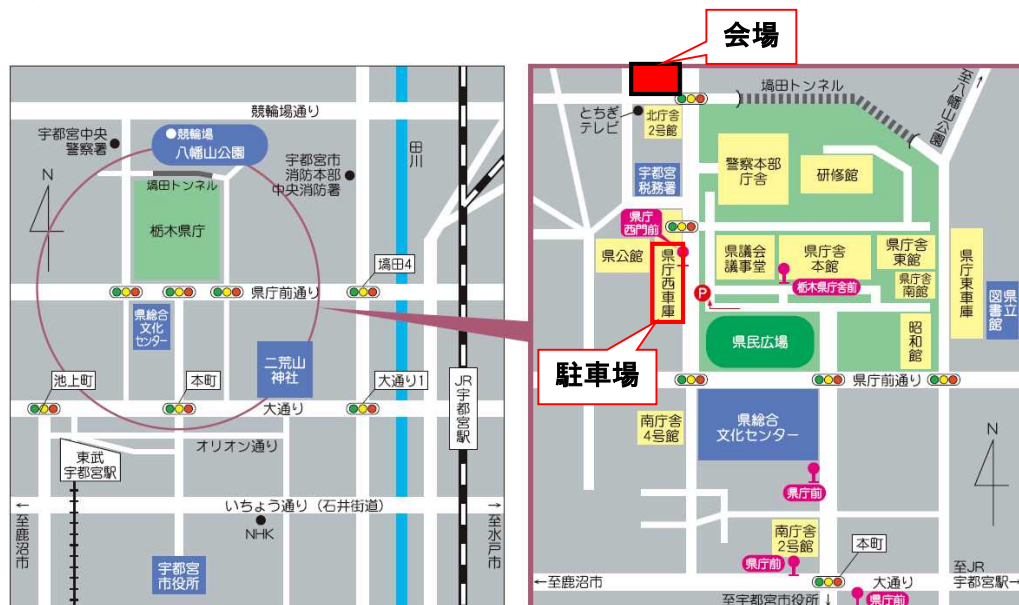 会場
競輪場通り
宇都宮中央
警察署
競輪場
八幡山公園
宇都宮市
消防本部
中央消防署
田川
N
塙田トンネル
栃木県庁
塙田4
県庁前通り
県総合
文化
センター
二荒山
神社
池上町
本町
大通り1
大通り
JR宇都宮駅
オリオン通り
東武
宇都宮駅
いちょう通り(石井街道)
NHK
←至鹿沼市
→至水戸市
宇都宮
市役所
塙田トンネル
至八幡山公園→
とちぎ
テレビ
北庁舎
2号館
宇都宮
税務署
警察本部
庁舎
研修館
県庁
西門前
県公館
県庁西車庫
県議会
議事堂
県庁舎
本館
県庁舎
東館
県庁舎
南館
栃木県庁舎前
P
県庁東車庫
県立
図書館
県民広場
昭和館
駐車場
県庁前通り
南庁舎
4号館
県総合
文化センター
N
県庁前
南庁舎
2号館
県庁前
本町
←至鹿沼市
大通り
至JR
宇都宮駅→
至宇都宮市役所↓
県庁前